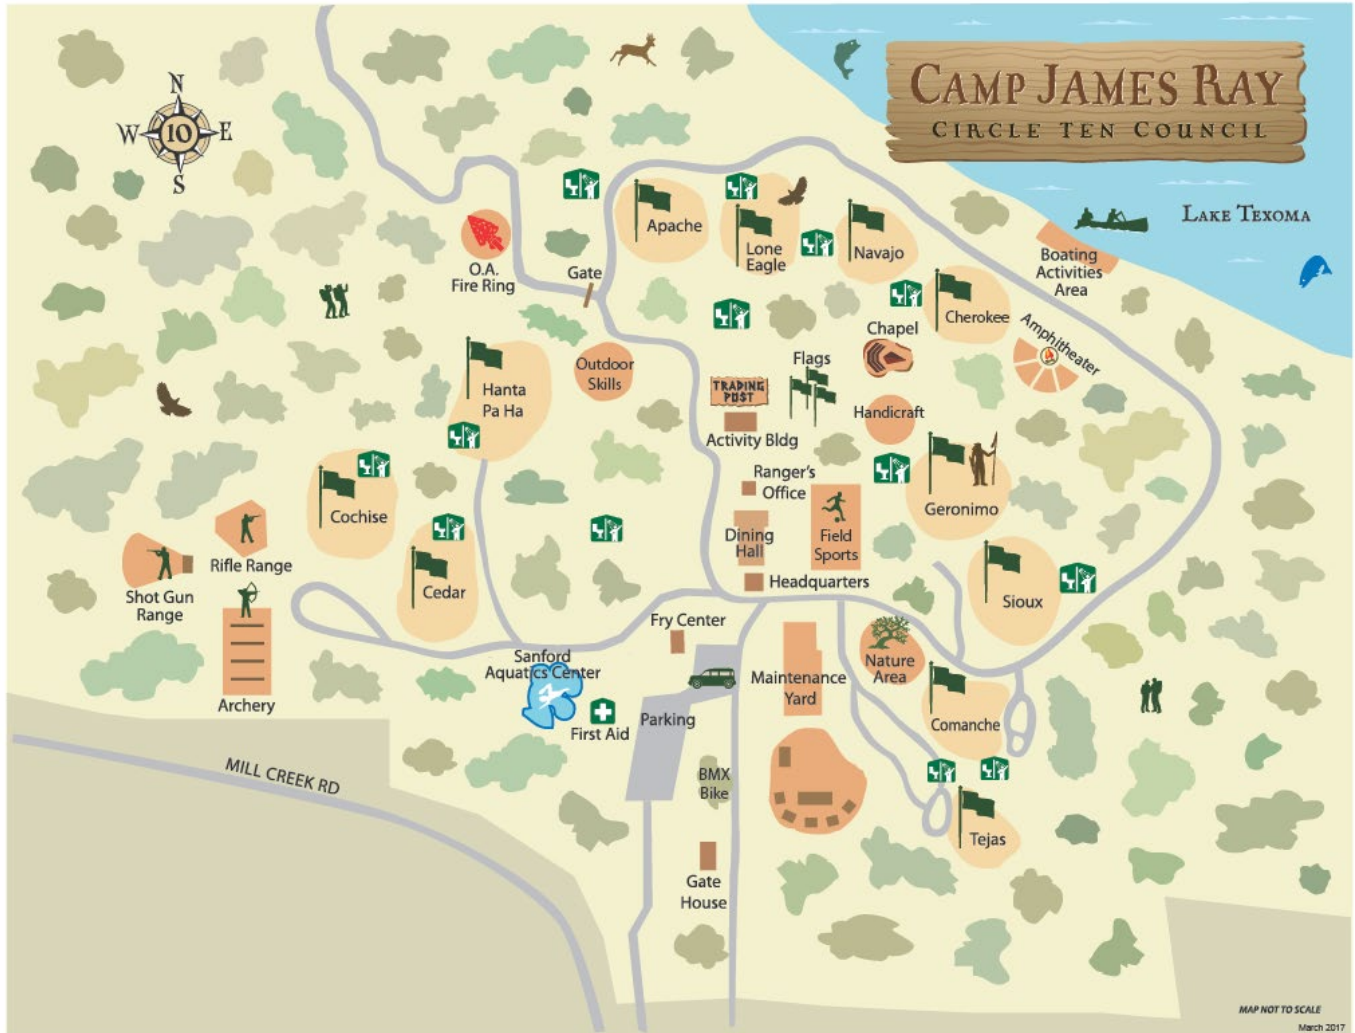 CAMP JAMES RAY
CIRCLE TEN COUNCIL
N
W 10 E
S
LAKE TEXOMA
Apache
Lone
Eagle
Navajo
Boating
Activities
Area
O.A.
Fire Ring
Gate
Cherokee
Amphitheater
Chapel
Flags
Outdoor
Skills
Hanta
Pa Ha
TRADING
POST
Handicraft
Activity Bldg
Ranger's
Office
Geronimo
Cochise
Dining
Hall
Field
Sports
Rifle Range
Shot Gun
Range
Cedar
Headquarters
Sioux
Fry Center
Sanford
Aquatics Center
Nature
Area
Maintenance
Yard
Archery
Parking
First Aid
Comanche
MILL CREEK RD
BMX
Bike
Tejas
Gate
House
MAP NOT TO SCALE
March 2017